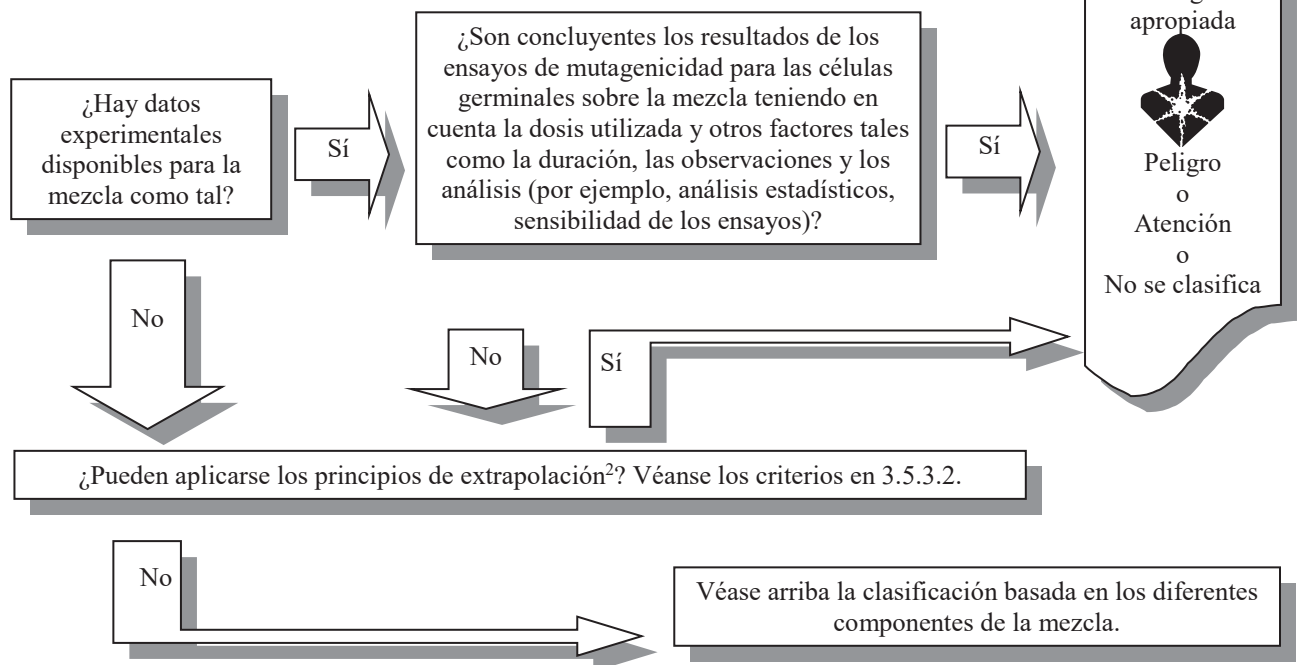 apropiada
¿Hay datos
experimentales
disponibles para la
mezcla como tal?
Sí
¿Son concluyentes los resultados de los
ensayos de mutagenicidad para las células
germinales sobre la mezcla teniendo en
cuenta la dosis utilizada y otros factores tales
como la duración, las observaciones y los
análisis (por ejemplo, análisis estadísticos,
sensibilidad de los ensayos)?
Sí
Peligro
o
Atención
o
No se clasifica
No
No
Sí
¿Pueden aplicarse los principios de extrapolación²? Véanse los criterios en 3.5.3.2.
No
Véase arriba la clasificación basada en los diferentes
componentes de la mezcla.